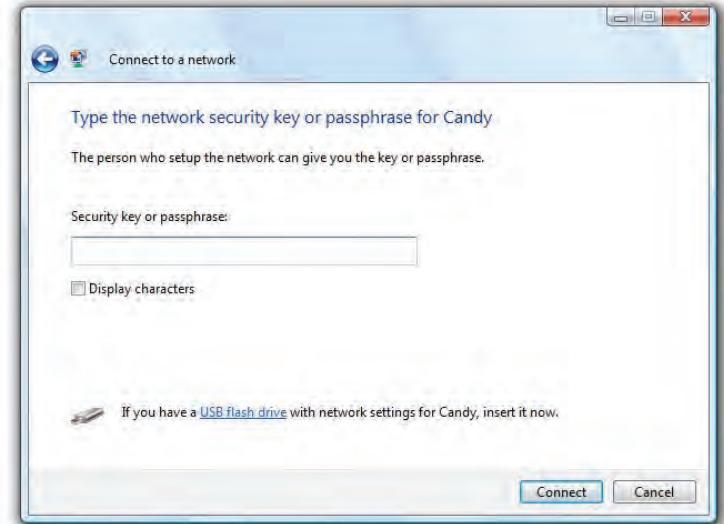 Connect to a network
Type the network security key or passphrase for Candy
The person who setup the network can give you the key or passphrase.
Security key or passphrase:
Display characters
If you have a USB flash drive with network settings for Candy, insert it now.
Connect Cancel